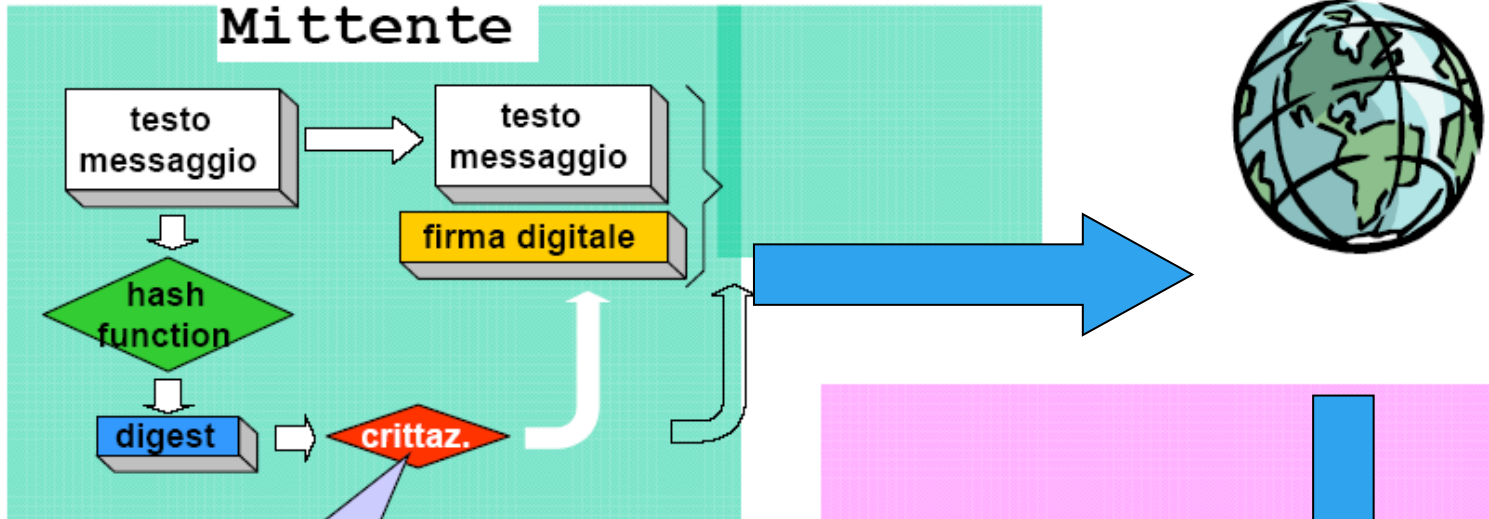 Mittente
testo
messaggio
testo
messaggio
firma digitale
hash
function
digest
crittaz.